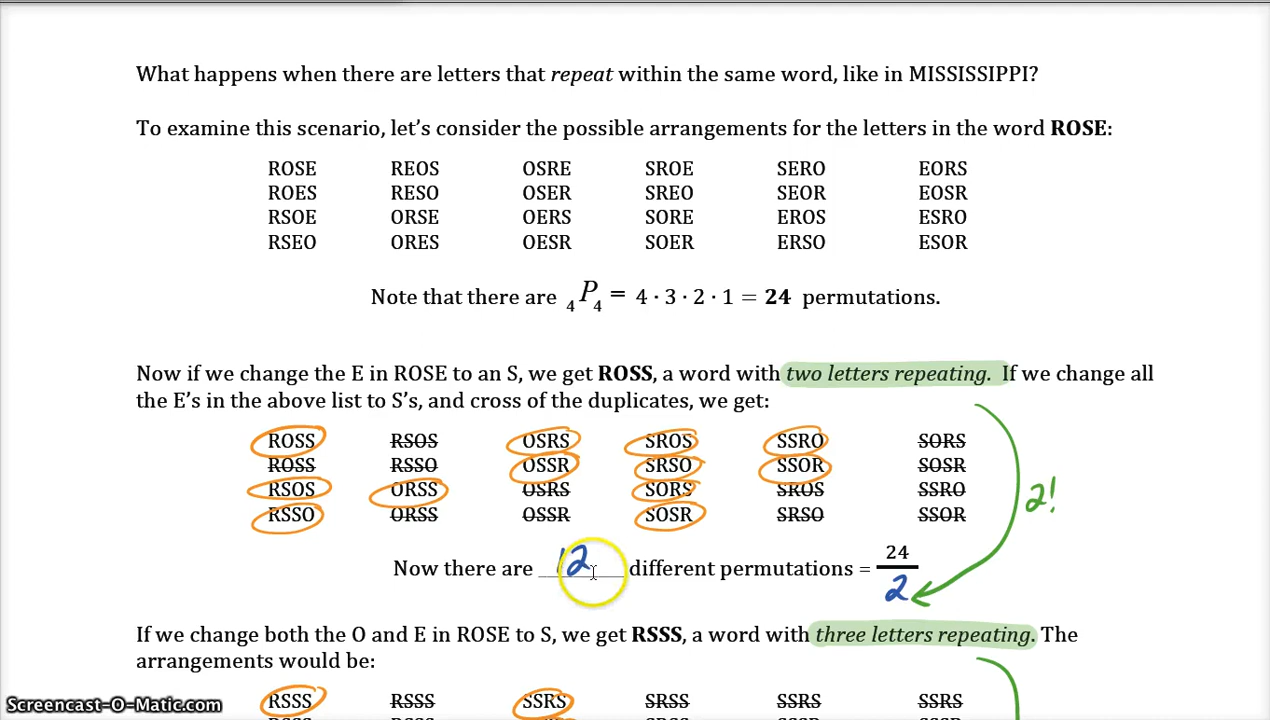 What happens when there are letters that repeat within the same word, like in MISSISSIPPI?
To examine this scenario, let's consider the possible arrangements for the letters in the word ROSE:
ROSE REOS OSRE SROE SERO EORS
ROES RESO OSER SREO SEOR EOSR
RSOE ORSE OERS SORE EROS ESRO
RSEO ORES OESR SOER ERSO ESOR
Note that there are 4P4 = 4 · 3 · 2 · 1 = 24 permutations.
Now if we change the E in ROSE to an S, we get ROSS, a word with two letters repeating. If we change all
the E's in the above list to S's, and cross of the duplicates, we get:
ROSS RSOS OSRS SROS SSRO SORS
ROSS RSSO OSSR SRSO SSOR SOSR
RSOS ORSS OSRS SORS SROS SSRO
RSSO ORSS OSSR SOSR SRSO SSOR
2!
Now there are 12 different permutations = 24
2
If we change both the O and E in ROSE to S, we get RSSS, a word with three letters repeating. The
arrangements would be:
RSSS RSSS SSRS SRSS SSRS SSRS
Screencast-O-Matic.com